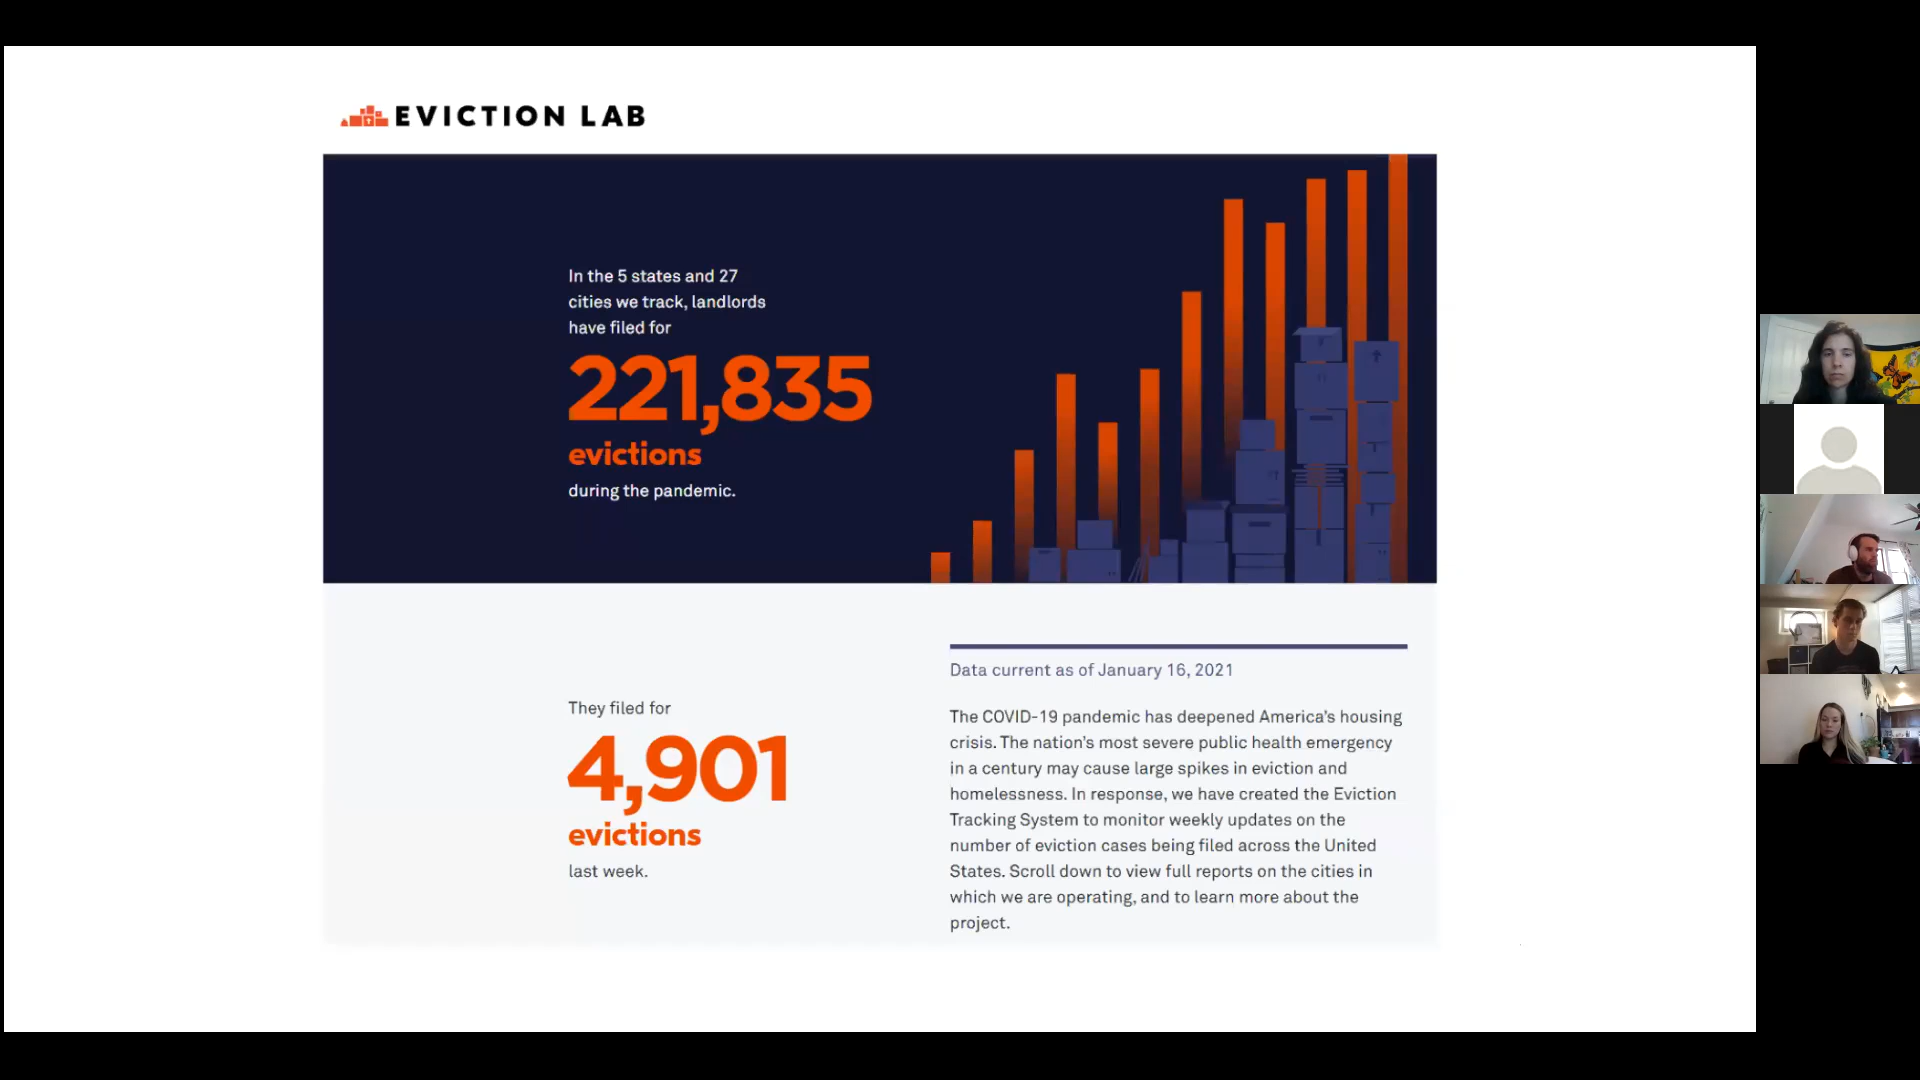 EVICTION LAB
In the 5 states and 27
cities we track, landlords
have filed for
221,835
evictions
during the pandemic.
They filed for
4,901
evictions
last week.
Data current as of January 16, 2021
The COVID-19 pandemic has deepened America's housing
crisis. The nation's most severe public health emergency
in a century may cause large spikes in eviction and
homelessness. In response, we have created the Eviction
Tracking System to monitor weekly updates on the
number of eviction cases being filed across the United
States. Scroll down to view full reports on the cities in
which we are operating, and to learn more about the
project.